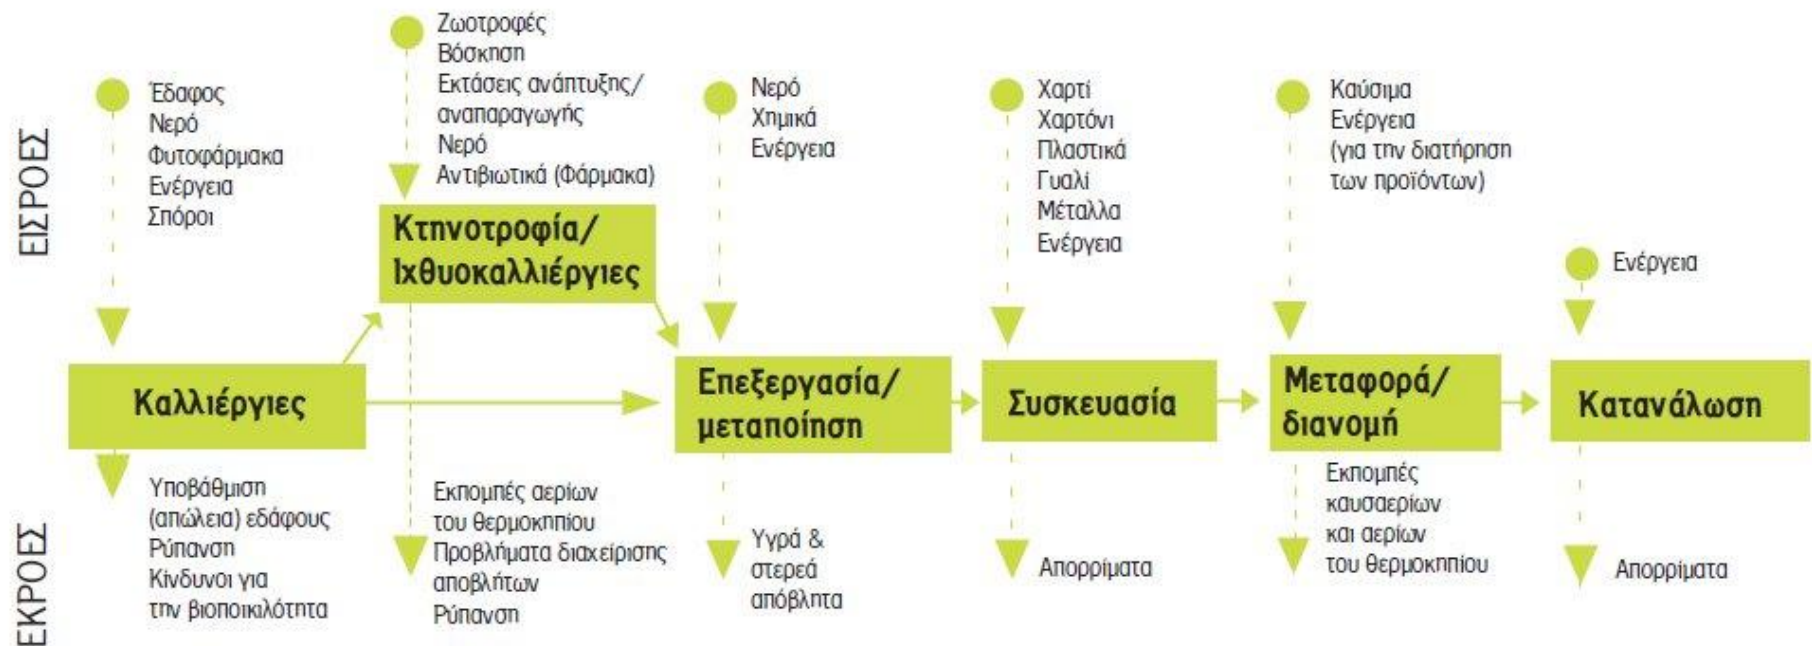 ΕΙΣΡΟΕΣ
Έδαφος
Νερό
Φυτοφάρμακα
Ενέργεια
Σπόροι
Ζωοτροφές
Βόσκηση
Εκτάσεις ανάπτυξης/
αναπαραγωγής
Νερό
Αντιβιωτικά (Φάρμακα)
Νερό
Χημικά
Ενέργεια
Χαρτί
Χαρτόνι
Πλαστικά
Γυαλί
Μέταλλα
Ενέργεια
Καύσιμα
Ενέργεια
(για την διατήρηση
των προϊόντων)
Ενέργεια
Καλλιέργιες
Κτηνοτροφία/
Ιχθυοκαλλιέργιες
Επεξεργασία/
μεταποίηση
Συσκευασία
Μεταφορά/
διανομή
Κατανάλωση
ΕΚΡΟΕΣ
Υποβάθμιση
(απώλεια) εδάφους
Ρύπανση
Κίνδυνοι για
την βιοποικιλότητα
Εκπομπές αερίων
του θερμοκηπίου
Προβλήματα διαχείρισης
αποβλήτων
Ρύπανση
Υγρά &
στερεά
απόβλητα
Απορρίματα
Εκπομπές
καυσαερίων
και αερίων
του θερμοκηπίου
Απορρίματα